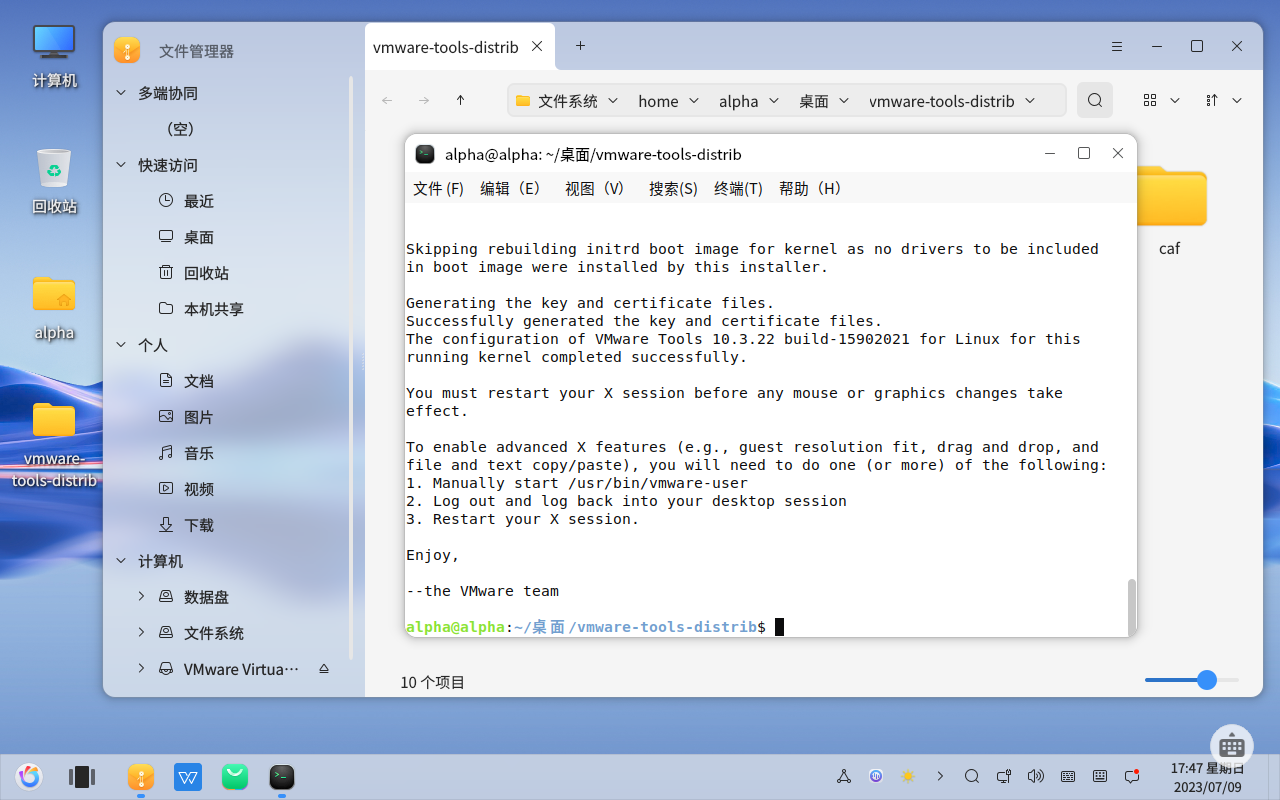 计算机
回收站
alpha
vmware-
tools-distrib
文件管理器
多端协同
（空）
快速访问
最近
桌面
回收站
本机共享
个人
文档
图片
音乐
视频
下载
计算机
数据盘
文件系统
VMware Virtua···
vmware-tools-distrib
文件系统 home alpha 桌面 vmware-tools-distrib
caf
alpha@alpha: ~/桌面/vmware-tools-distrib
文件 (F) 编辑（E） 视图（V） 搜索(S) 终端(T) 帮助（H）
Skipping rebuilding initrd boot image for kernel as no drivers to be included
in boot image were installed by this installer.
Generating the key and certificate files.
Successfully generated the key and certificate files.
The configuration of VMware Tools 10.3.22 build-15902021 for Linux for this
running kernel completed successfully.
You must restart your X session before any mouse or graphics changes take
effect.
To enable advanced X features (e.g., guest resolution fit, drag and drop, and
file and text copy/paste), you will need to do one (or more) of the following:
1. Manually start /usr/bin/vmware-user
2. Log out and log back into your desktop session
3. Restart your X session.
Enjoy,
--the VMware team
alpha@alpha:~/桌面/vmware-tools-distrib$
10 个项目
17:47 星期日
2023/07/09